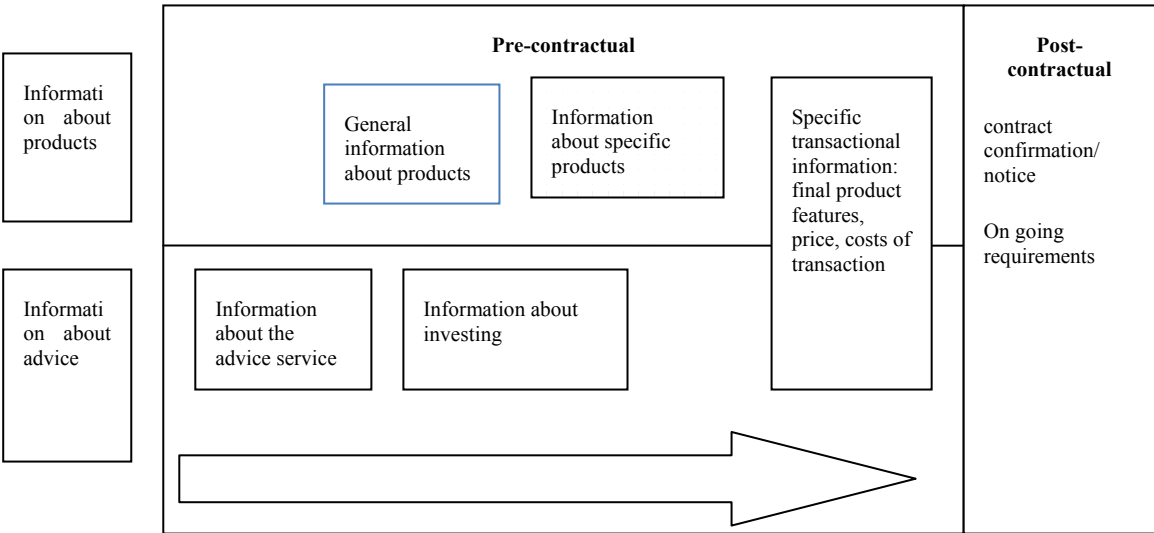 Pre-contractual
Post-
contractual
Informati
on about
products
General
information
about products
Information
about specific
products
Specific
transactional
information:
final product
features,
price, costs of
transaction
contract
confirmation/
notice
On going
requirements
Informati
on about
advice
Information
about the
advice service
Information about
investing